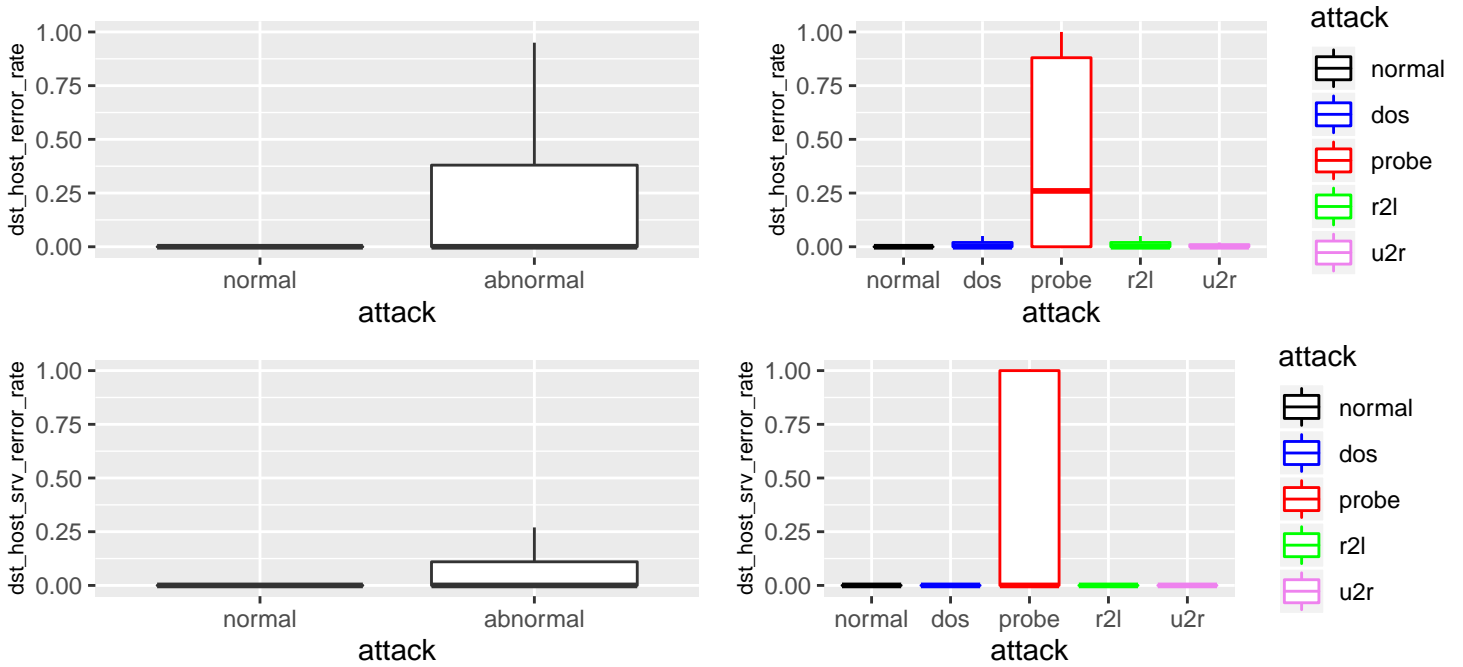 dst_host_rerror_rate
1.00
0.75
0.50
0.25
0.00
normal abnormal
attack
dst_host_rerror_rate
1.00
0.75
0.50
0.25
0.00
normal dos probe r2l u2r
attack
attack
normal
dos
probe
r2l
u2r
dst_host_srv_rerror_rate
1.00
0.75
0.50
0.25
0.00
normal abnormal
attack
dst_host_srv_rerror_rate
1.00
0.75
0.50
0.25
0.00
normal dos probe r2l u2r
attack
attack
normal
dos
probe
r2l
u2r